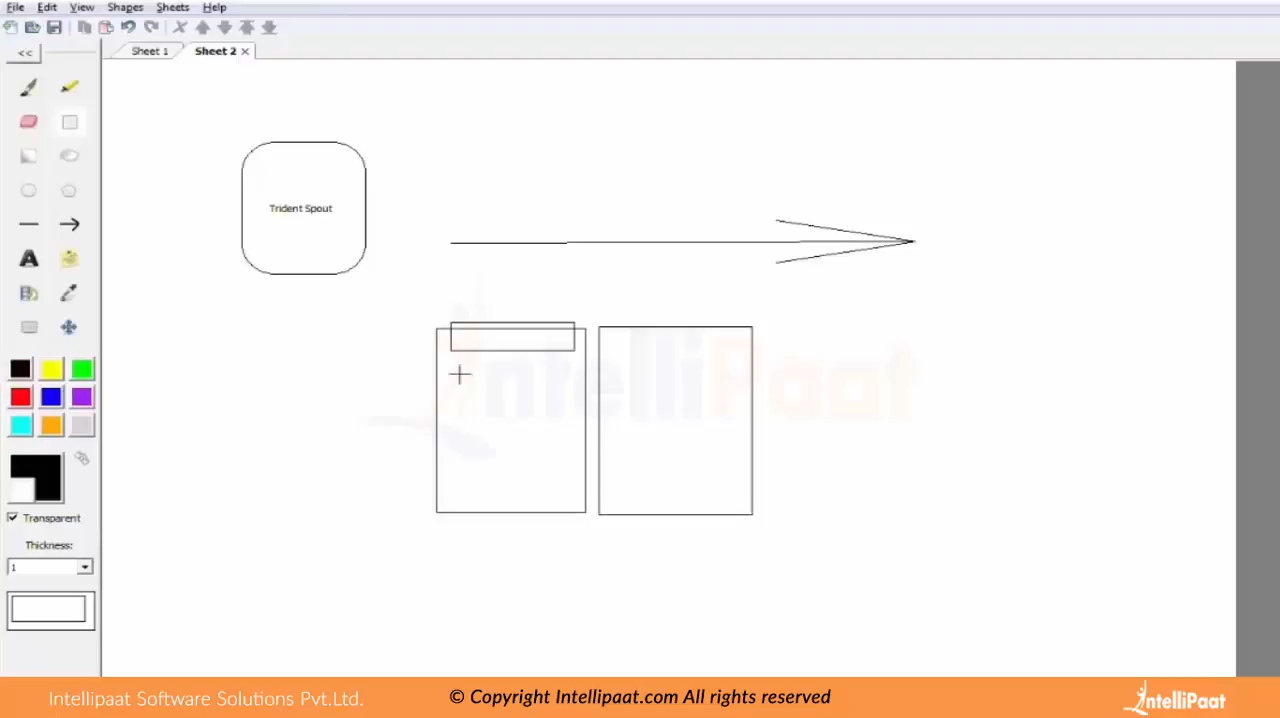 File Edit View Shapes Sheets Help
<<
Sheet 1 Sheet 2
Trident Spout
IntelliPaat
A
Transparent
Thickness:
1
Intellipaat Software Solutions Pvt.Ltd. © Copyright Intellipaat.com All rights reserved IntelliPaat